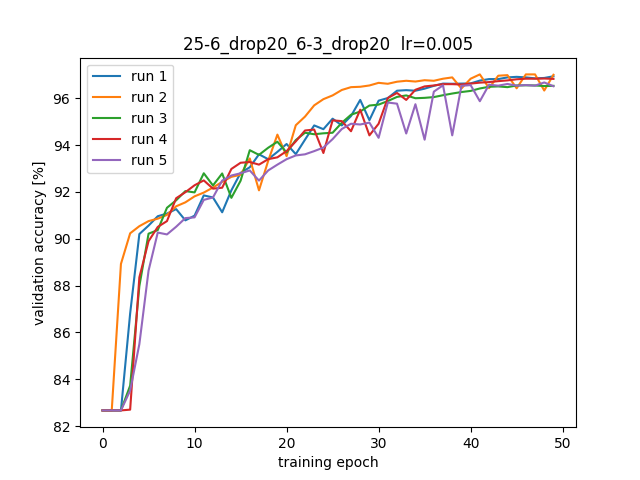 25-6_drop20_6-3_drop20 lr=0.005
run 1
run 2
run 3
run 4
run 5
validation accuracy [%]
96
94
92
90
88
86
84
82
0 10 20 30 40 50
training epoch